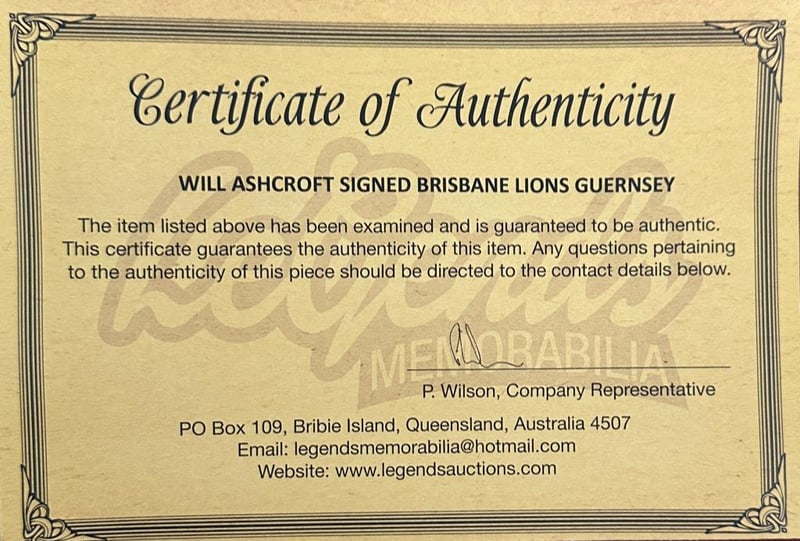 Certificate of Authenticity
WILL ASHCROFT SIGNED BRISBANE LIONS GUERNSEY
The item listed above has been examined and is guaranteed to be authentic.
This certificate guarantees the authenticity of this item. Any questions pertaining
to the authenticity of this piece should be directed to the contact details below.
Legends
MEMORABILIA
P. Wilson, Company Representative
PO Box 109, Bribie Island, Queensland, Australia 4507
Email: legendsmemorabilia@hotmail.com
Website: www.legendsauctions.com